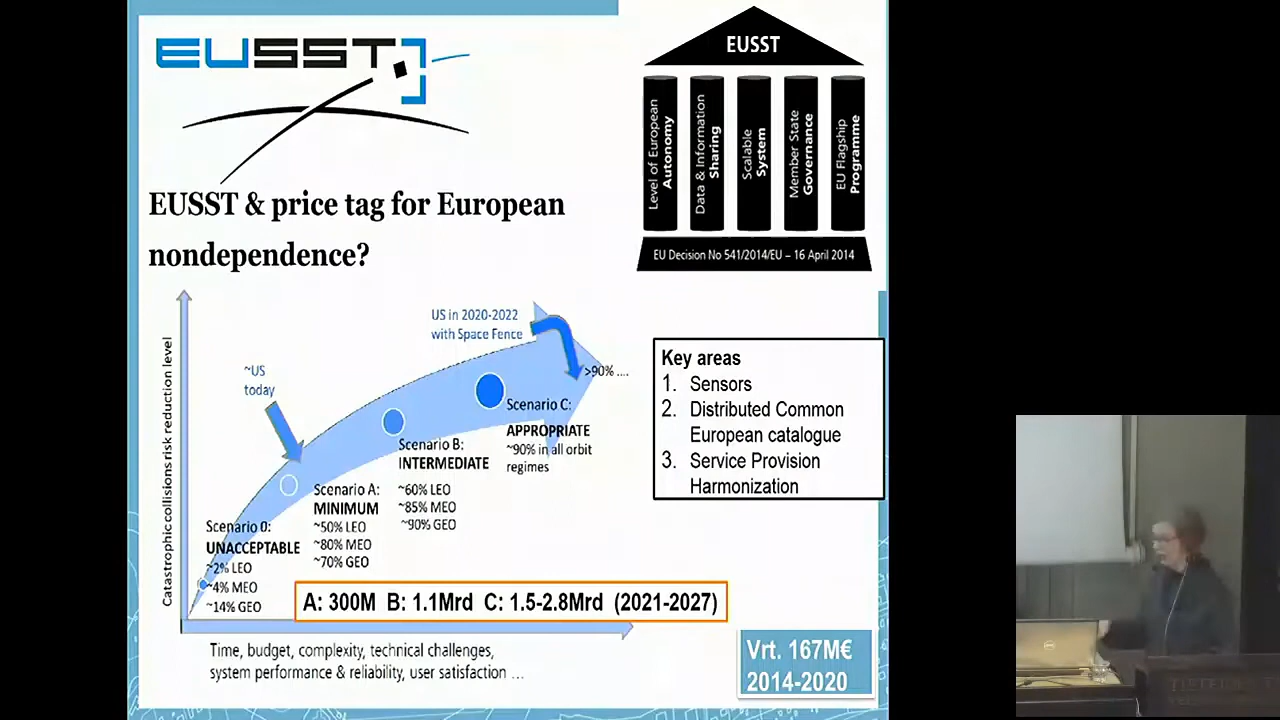 EUSST
EUSST
Level of European
Autonomy
Data & Information
Sharing
Scalable
System
Member State
Governance
EU Flagship
Programme
EU Decision No 541/2014/EU – 16 April 2014
EUSST & price tag for European
nondependence?
Catastrophic collisions risk reduction level
~US
today
US in 2020-2022
with Space Fence
>90% ....
Scenario C:
APPROPRIATE
~90% in all orbit
regimes
Scenario B:
INTERMEDIATE
~60% LEO
~85% MEO
~90% GEO
Scenario A:
MINIMUM
~50% LEO
~80% MEO
~70% GEO
Scenario 0:
UNACCEPTABLE
~2% LEO
~4% MEO
~14% GEO
A: 300M B: 1.1Mrd C: 1.5-2.8Mrd (2021-2027)
Time, budget, complexity, technical challenges,
system performance & reliability, user satisfaction ...
Key areas
1. Sensors
2. Distributed Common
European catalogue
3. Service Provision
Harmonization
Vrt. 167M€
2014-2020